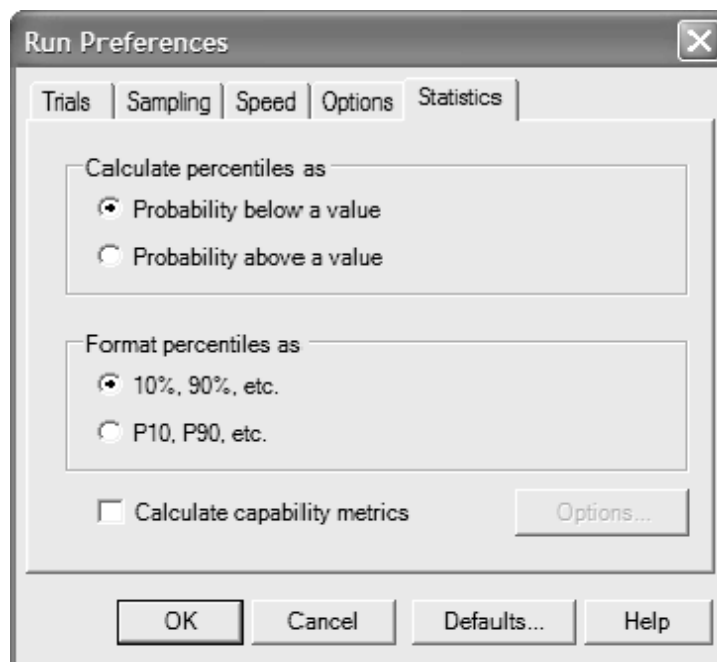 Run Preferences
Trials Sampling Speed Options Statistics
Calculate percentiles as
Probability below a value
Probability above a value
Format percentiles as
10%, 90%, etc.
P10, P90, etc.
Calculate capability metrics Options...
OK Cancel Defaults... Help